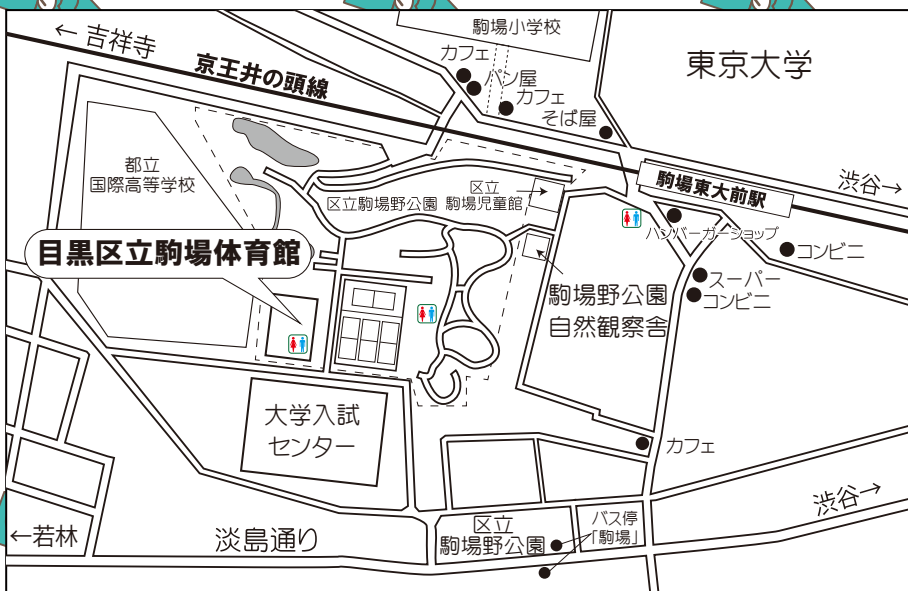 駒場小学校
← 吉祥寺
カフェ
東京大学
京王井の頭線
パン屋
カフェ
そば屋
都立
国際高等学校
区立駒場野公園
区立
駒場児童館
駒場東大前駅
渋谷→
ハンバーガーショップ
目黒区立駒場体育館
コンビニ
スーパー
コンビニ
駒場野公園
自然観察舎
大学入試
センター
カフェ
渋谷→
←若林
淡島通り
区立
駒場野公園
バス停
「駒場」